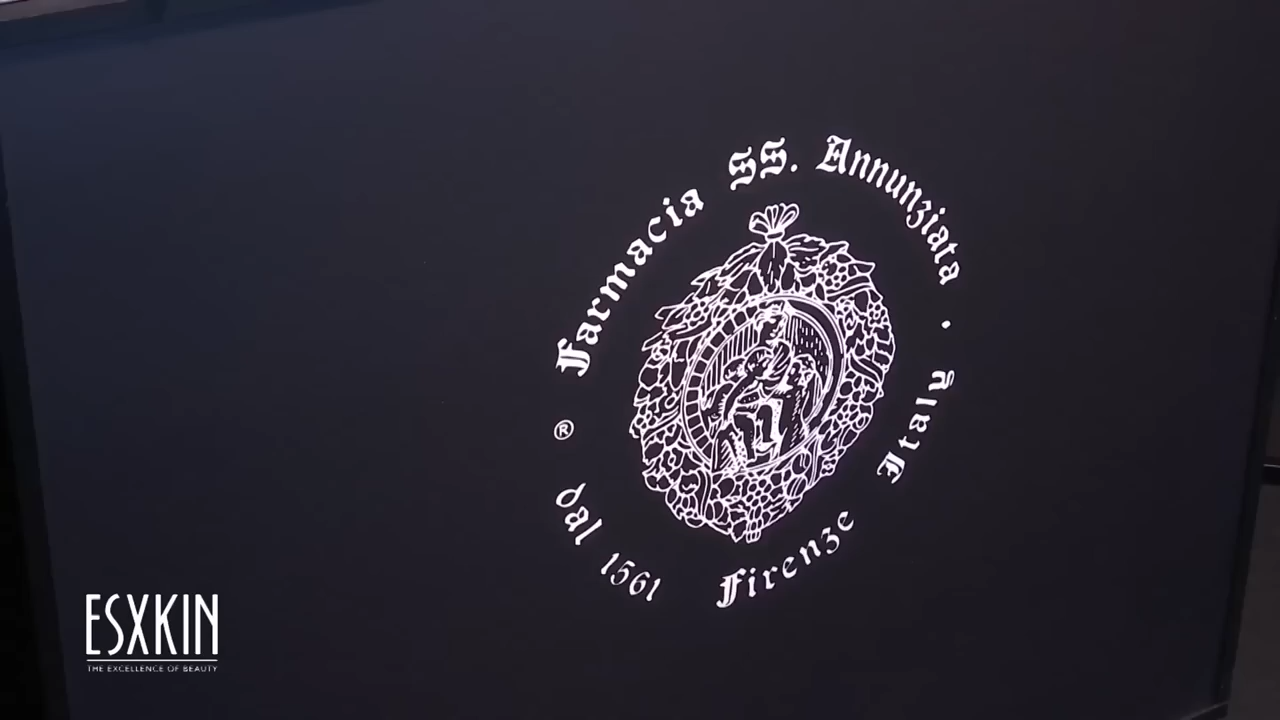 Farmacia SS. Annunziata · Firenze Italy
® dal 1561
ESXKIN
THE EXCELLENCE OF BEAUTY